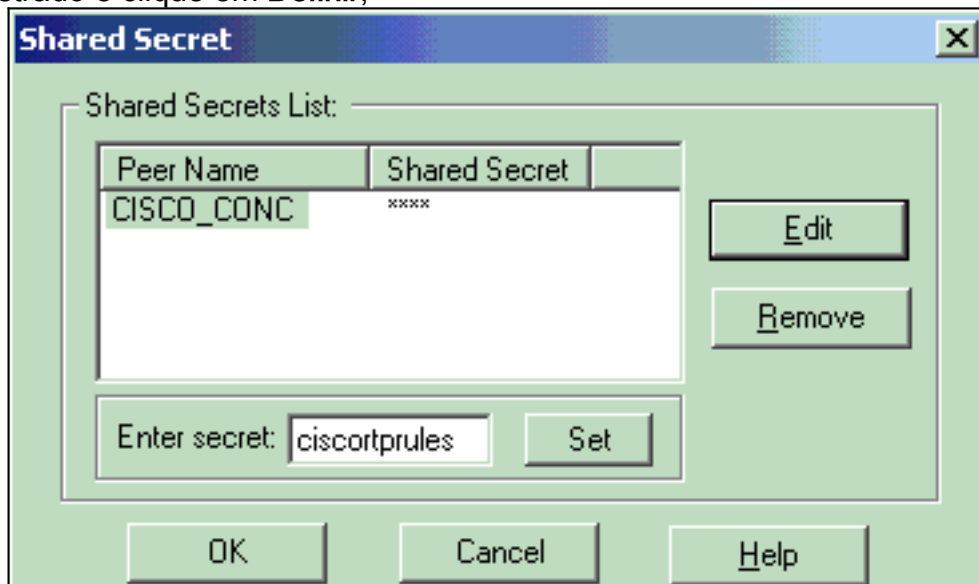 Shared Secret
Shared Secrets List:
Peer Name Shared Secret
CISCO_CONC ****
Edit
Remove
Enter secret: ciscortprules Set
OK Cancel Help